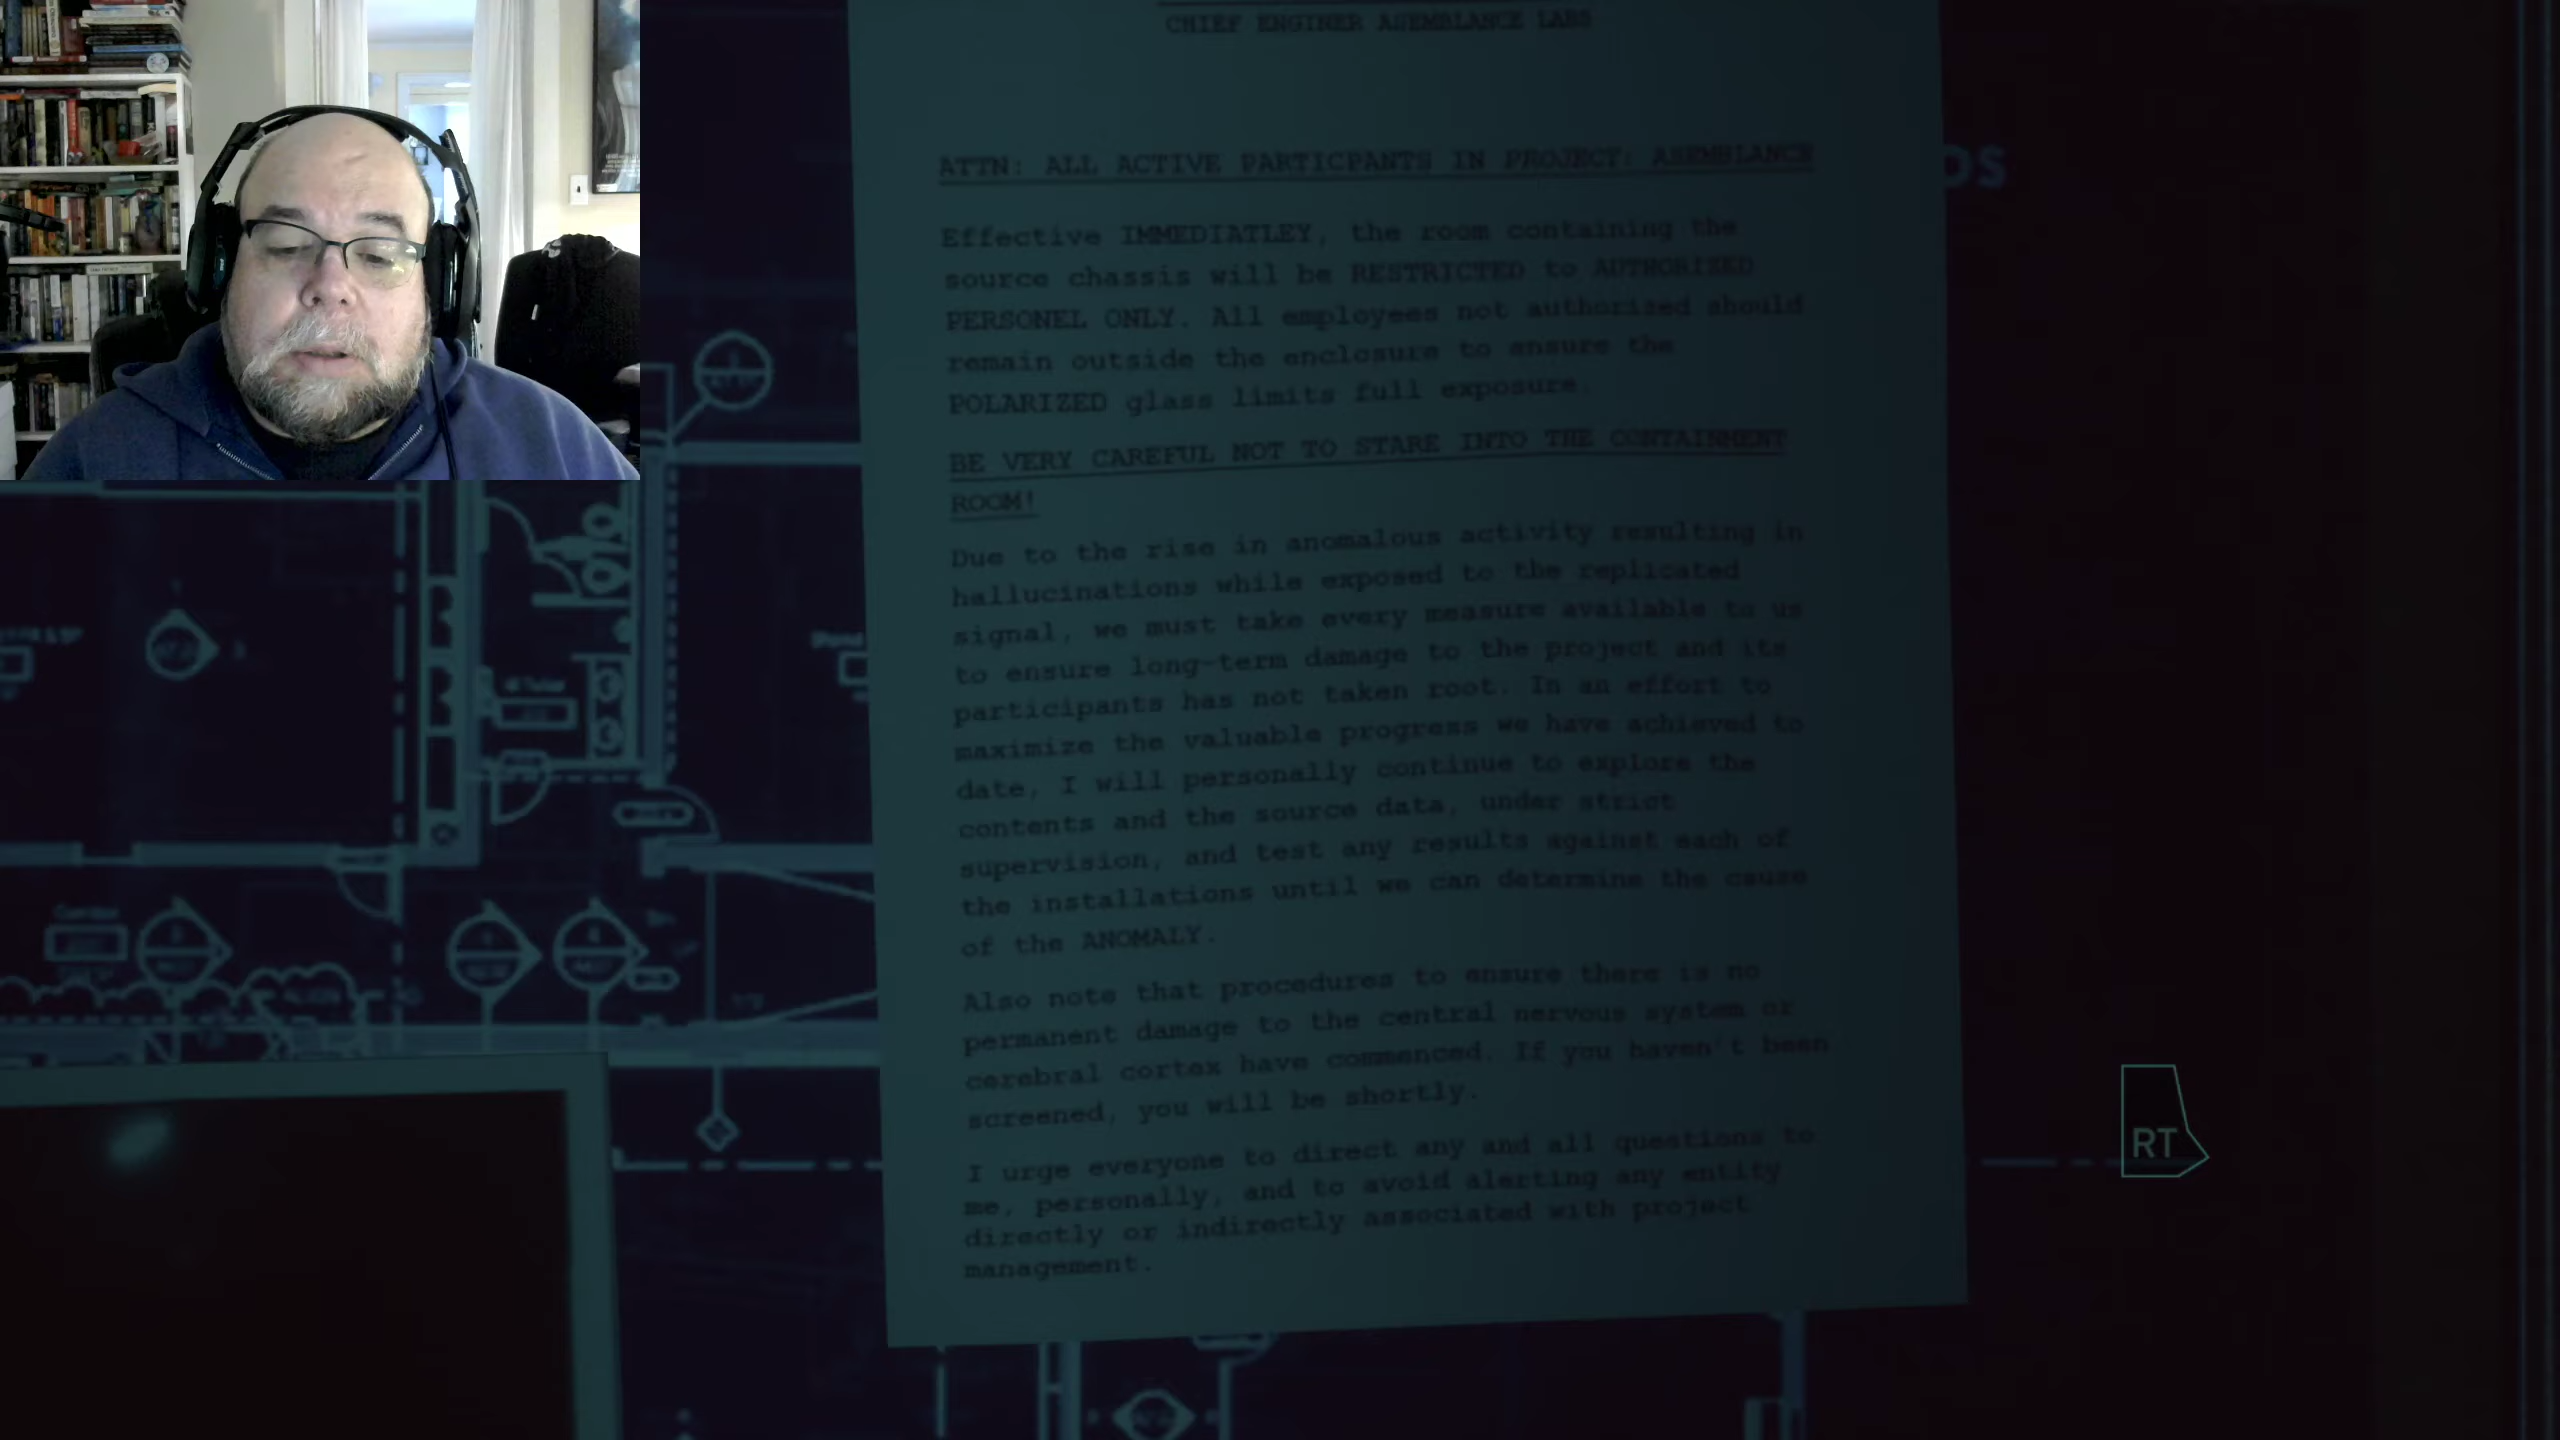 CHIEF ENGINER ASEMBLANCE LABS
ATTN: ALL ACTIVE PARTICPANTS IN PROJECT: ASEMBLANCE
OS
Effective IMMEDIATLEY, the room containing the
source chassis will be RESTRICTED to AUTHORIZED
PERSONEL ONLY. All employees not authorized should
remain outside the enclosure to ensure the
POLARIZED glass limits full exposure.
BE VERY CAREFUL NOT TO STARE INTO THE CONTAINMENT
ROOM!
Due to the rise in anomalous activity resulting in
hallucinations while exposed to the replicated
signal, we must take every measure available to us
to ensure long-term damage to the project and its
participants has not taken root. In an effort to
maximize the valuable progress we have achieved to
date, I will personally continue to explore the
contents and the source data, under strict
supervision, and test any results against each of
the installations until we can determine the cause
of the ANOMALY.
Also note that procedures to ensure there is no
permanent damage to the central nervous system or
cerebral cortex have commenced. If you haven't been
screened, you will be shortly.
I urge everyone to direct any and all questions to
me, personally, and to avoid alerting any entity
directly or indirectly associated with project
management.
RT